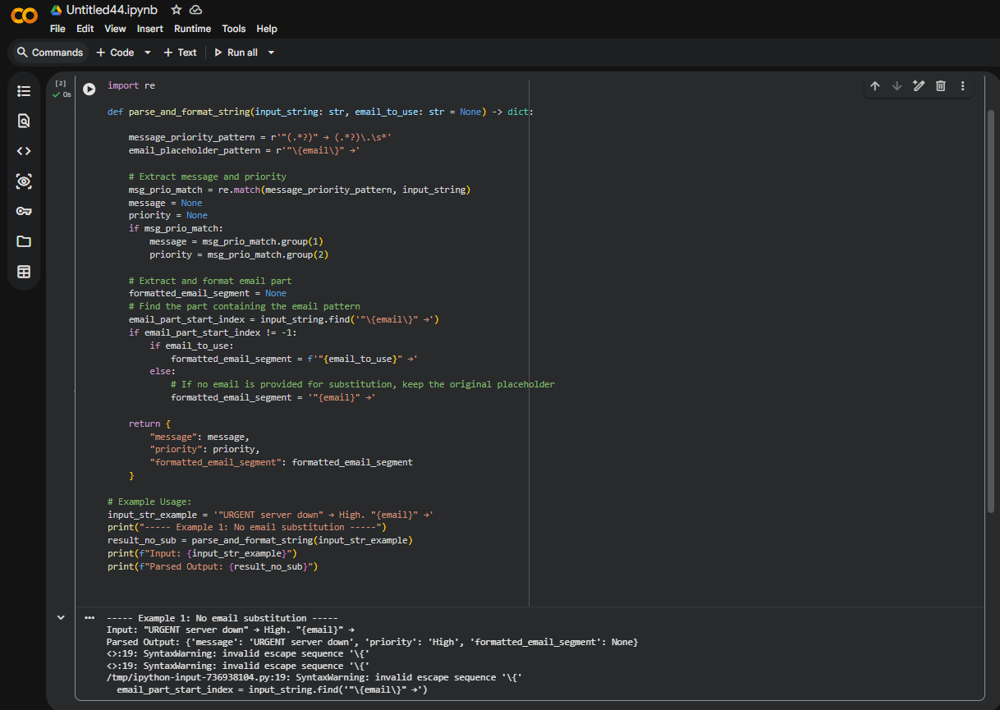 CO Untitled44.ipynb
File Edit View Insert Runtime Tools Help
Commands + Code + Text Run all
[2]
0s
import re
def parse_and_format_string(input_string: str, email_to_use: str = None) -> dict:
message_priority_pattern = r'"(.*?)" → (.*?)\.\s*'
email_placeholder_pattern = r'"\{email\}" →'
# Extract message and priority
msg_prio_match = re.match(message_priority_pattern, input_string)
message = None
priority = None
if msg_prio_match:
message = msg_prio_match.group(1)
priority = msg_prio_match.group(2)
# Extract and format email part
formatted_email_segment = None
# Find the part containing the email pattern
email_part_start_index = input_string.find('"\{email\}" →')
if email_part_start_index != -1:
if email_to_use:
formatted_email_segment = f'"{email_to_use}" →'
else:
# If no email is provided for substitution, keep the original placeholder
formatted_email_segment = '"{email}" →'
return {
"message": message,
"priority": priority,
"formatted_email_segment": formatted_email_segment
}
# Example Usage:
input_str_example = '"URGENT server down" → High. "{email}" →'
print("----- Example 1: No email substitution -----")
result_no_sub = parse_and_format_string(input_str_example)
print(f"Input: {input_str_example}")
print(f"Parsed Output: {result_no_sub}")
----- Example 1: No email substitution -----
Input: "URGENT server down" → High. "{email}" →
Parsed Output: {'message': 'URGENT server down', 'priority': 'High', 'formatted_email_segment': None}
<>:19: SyntaxWarning: invalid escape sequence '\{'
<>:19: SyntaxWarning: invalid escape sequence '\{'
/tmp/ipython-input-736938104.py:19: SyntaxWarning: invalid escape sequence '\{'
email_part_start_index = input_string.find('"\{email\}" →')